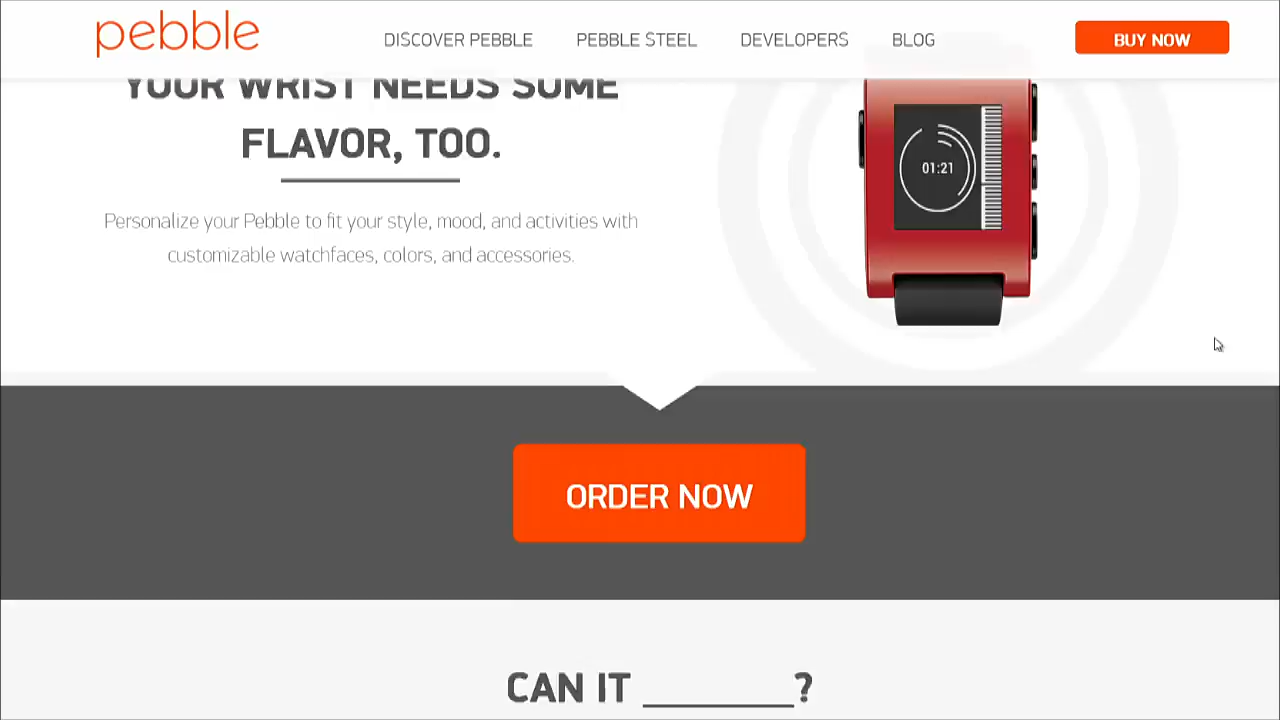 pebble
DISCOVER PEBBLE
PEBBLE STEEL
DEVELOPERS
BLOG
BUY NOW
YOUR WRIST NEEDS SOME
FLAVOR, TOO.
Personalize your Pebble to fit your style, mood, and activities with
customizable watchfaces, colors, and accessories.
01:21
ORDER NOW
CAN IT ________?